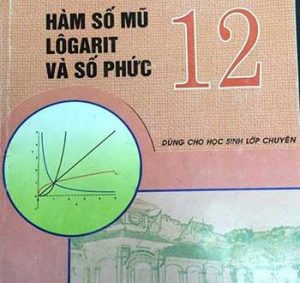 HÀM SỐ MŨ
LÔGARIT
VÀ SỐ PHỨC
12
DÙNG CHO HỌC SINH LỚP CHUYÊN